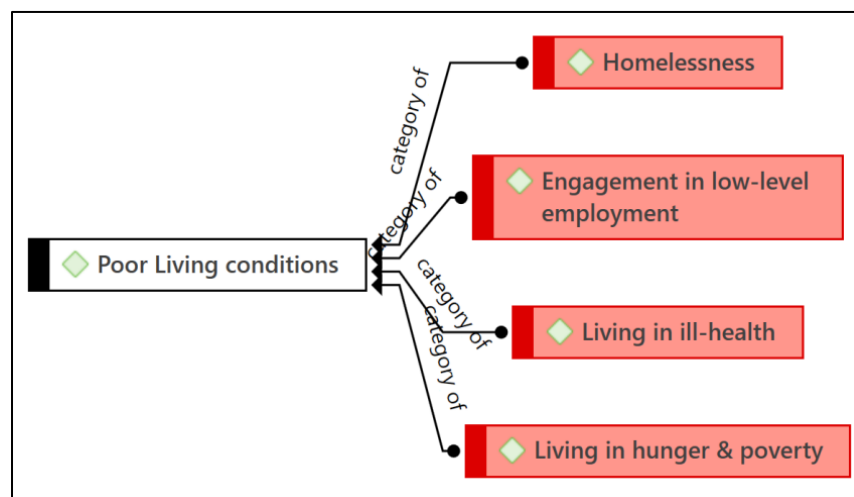 Homelessness
category of
Engagement in low-level
employment
category of
Poor Living conditions
category of
Living in ill-health
category of
Living in hunger & poverty